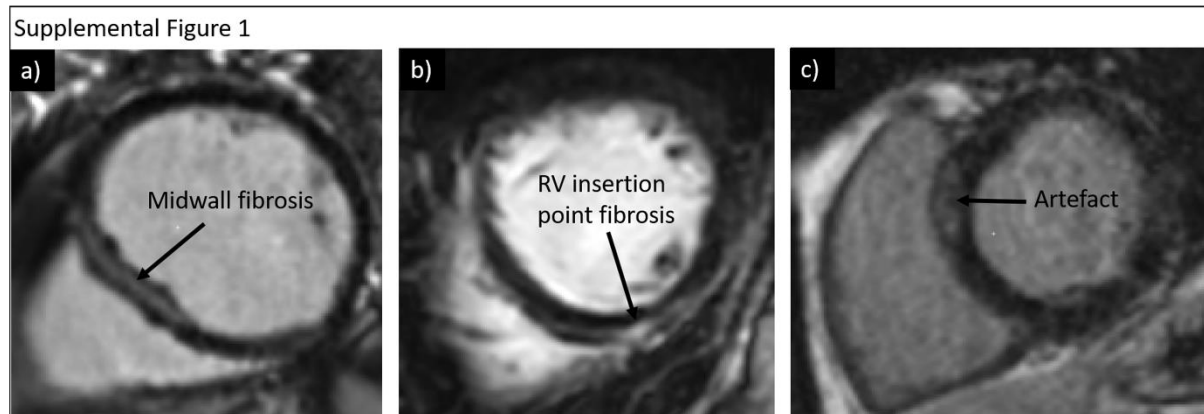 Supplemental Figure 1
a)
b)
c)
Midwall fibrosis
RV insertion
point fibrosis
Artefact